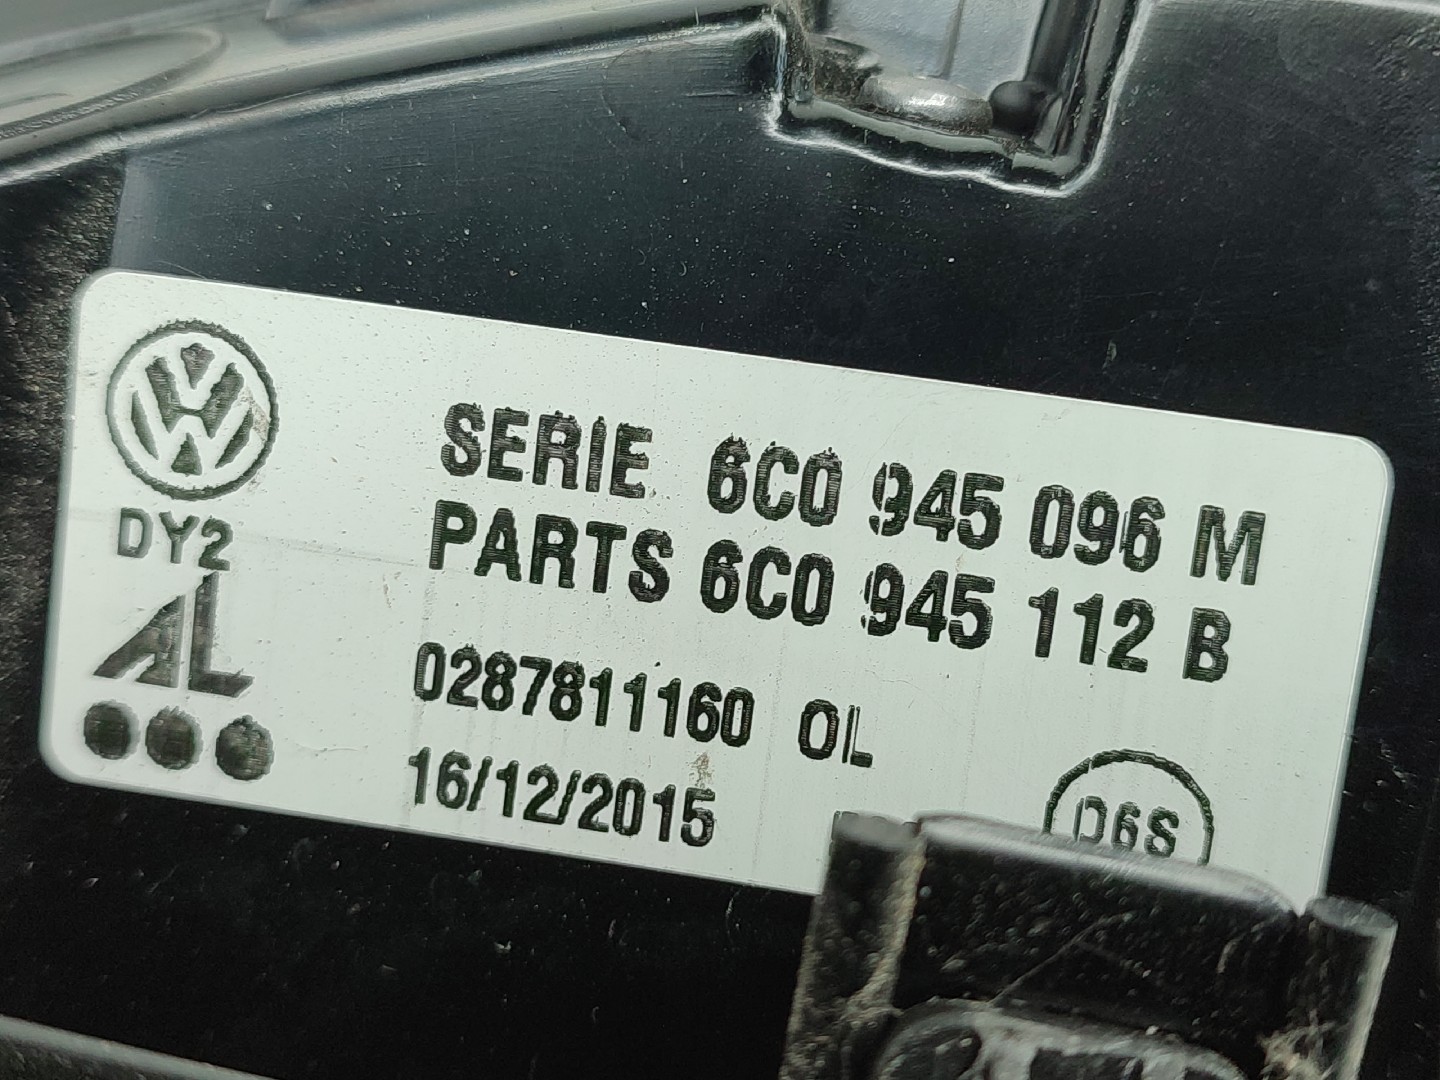 SERIE 6C0 945 096 M
PARTS 6C0 945 112 B
DY2
AL
0287811160 OL
16/12/2015
D6S